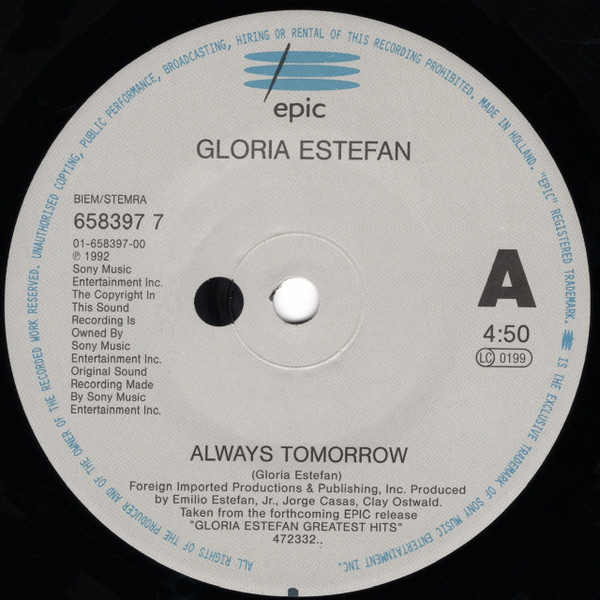 ALL RIGHTS OF THE PRODUCER AND OF THE OWNER OF THE RECORDED WORK RESERVED. UNAUTHORISED COPYING, PUBLIC PERFORMANCE, BROADCASTING, HIRING OR RENTAL OF THIS RECORDING PROHIBITED. MADE IN HOLLAND. "EPIC" REGISTERED TRADEMARK. IS THE EXCLUSIVE TRADEMARK OF SONY MUSIC ENTERTAINMENT INC.
epic
GLORIA ESTEFAN
BIEM/STEMRA
658397 7
01-658397-00
℗ 1992
Sony Music
Entertainment Inc.
The Copyright In
This Sound
Recording Is
Owned By
Sony Music
Entertainment Inc.
Original Sound
Recording Made
By Sony Music
Entertainment Inc.
A
4:50
LC 0199
ALWAYS TOMORROW
(Gloria Estefan)
Foreign Imported Productions & Publishing, Inc. Produced
by Emilio Estefan, Jr., Jorge Casas, Clay Ostwald.
Taken from the forthcoming EPIC release
"GLORIA ESTEFAN GREATEST HITS"
472332..